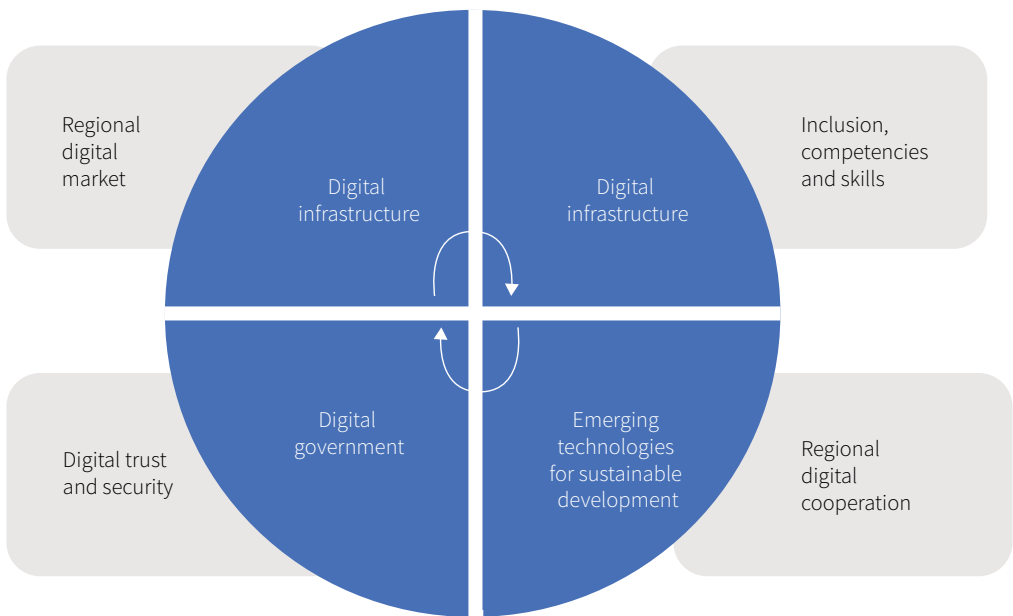 Regional
digital
market
Digital
infrastructure
Digital
infrastructure
Inclusion,
competencies
and skills
Digital trust
and security
Digital
government
Emerging
technologies
for sustainable
development
Regional
digital
cooperation